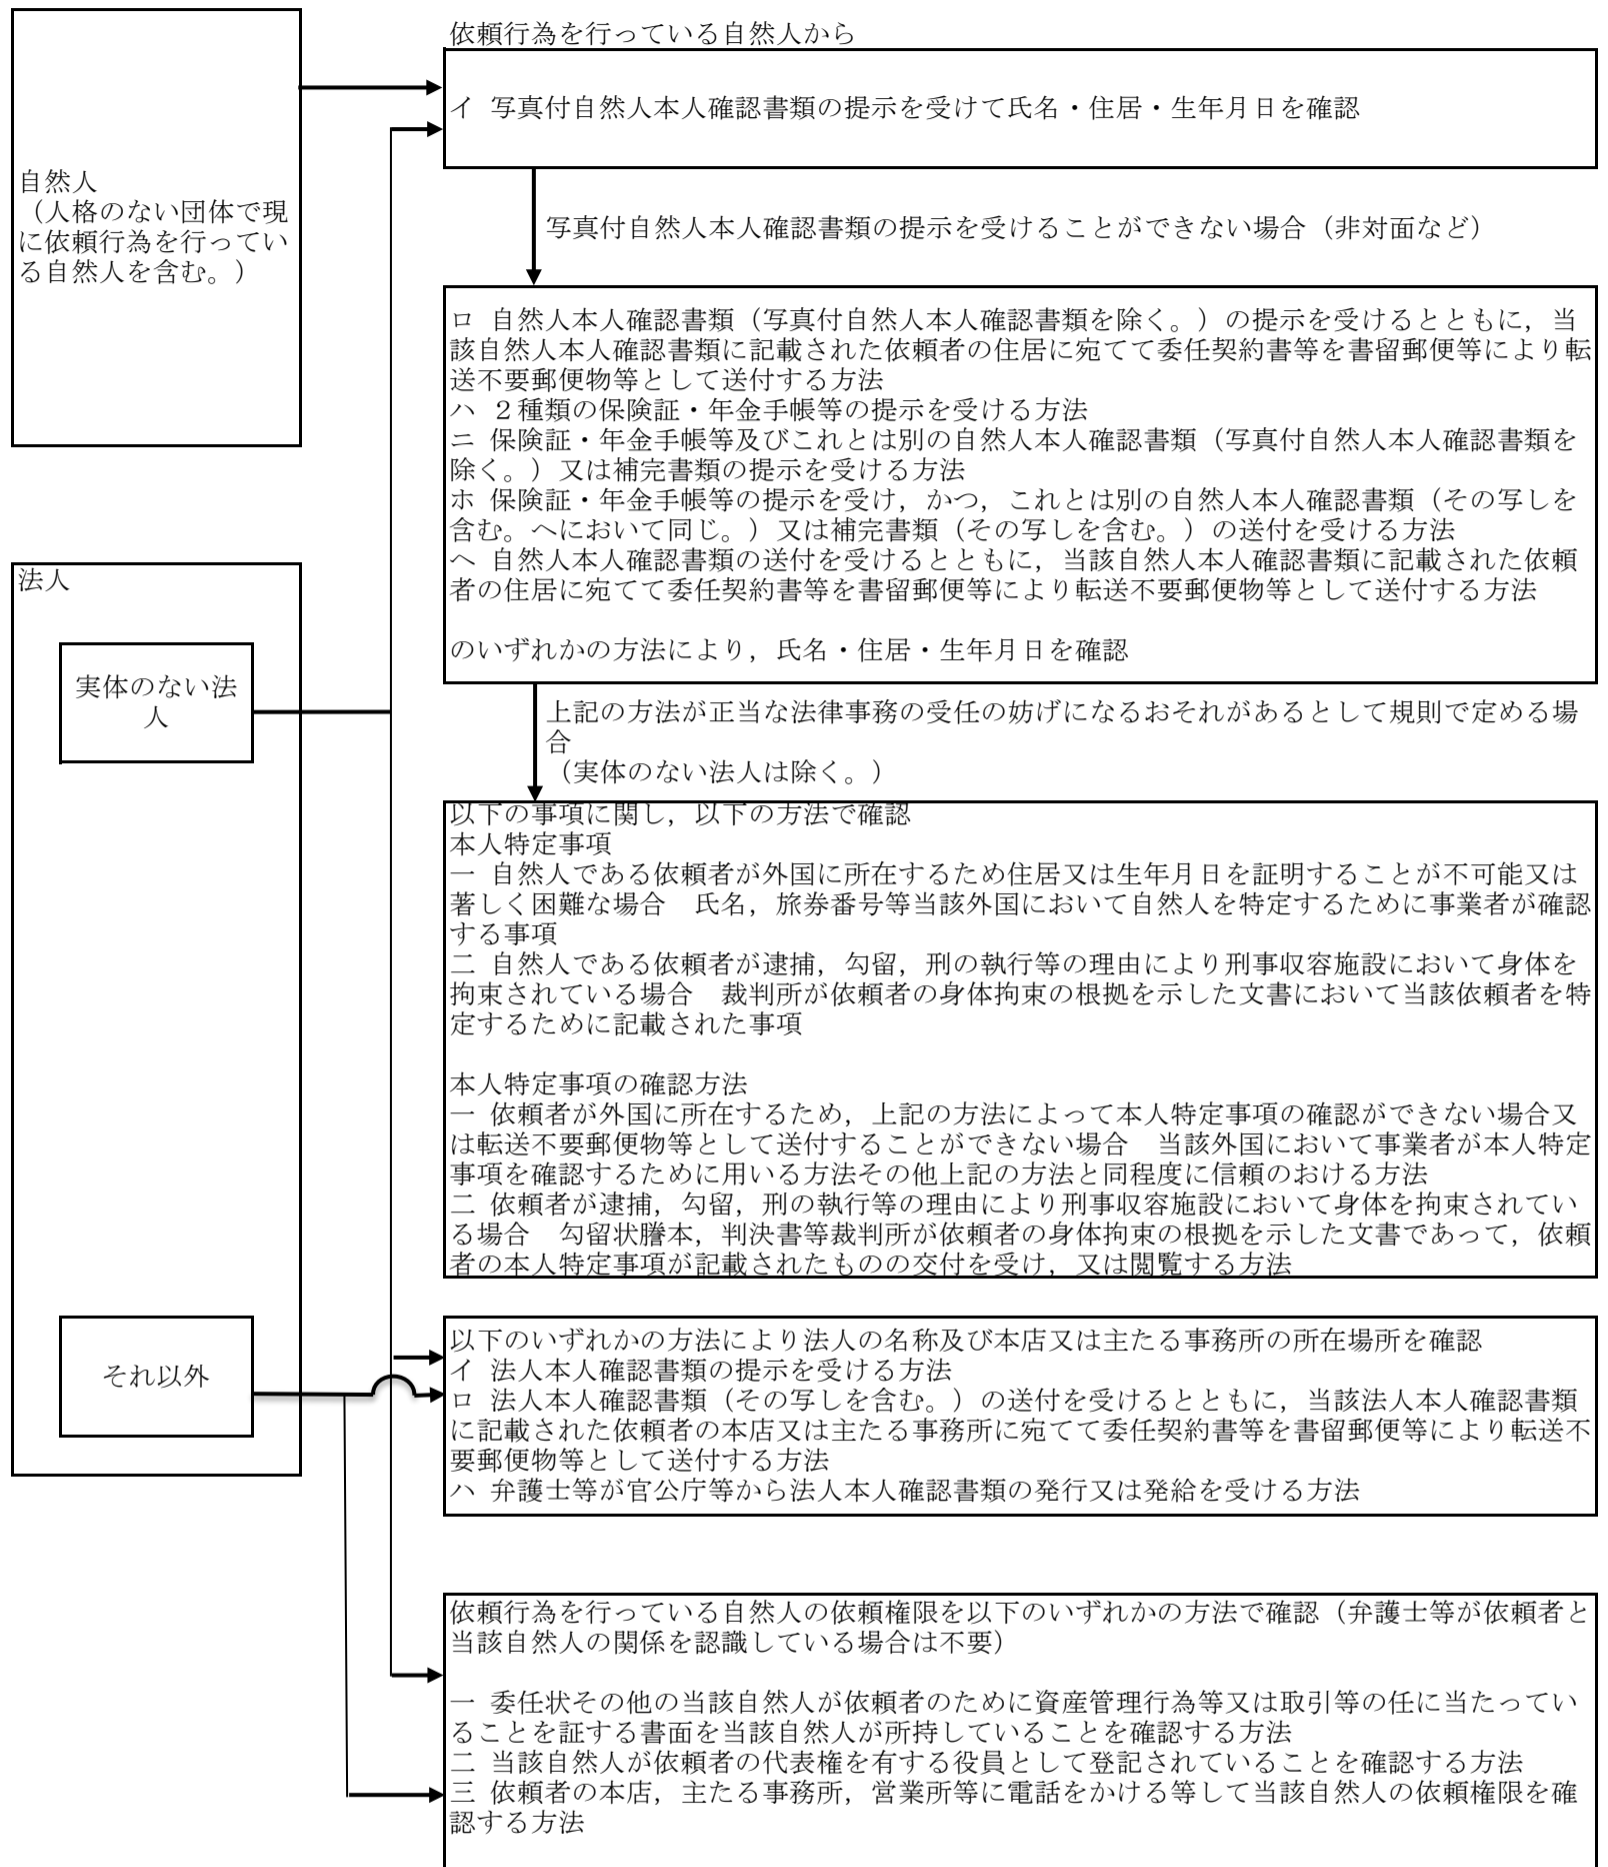 自然人
（人格のない団体で現
に依頼行為を行ってい
る自然人を含む。）
依頼行為を行っている自然人から
イ 写真付自然人本人確認書類の提示を受けて氏名・住居・生年月日を確認
写真付自然人本人確認書類の提示を受けることができない場合（非対面など）
ロ 自然人本人確認書類（写真付自然人本人確認書類を除く。）の提示を受けるとともに，当
該自然人本人確認書類に記載された依頼者の住居に宛てて委任契約書等を書留郵便等により転
送不要郵便物等として送付する方法
ハ ２種類の保険証・年金手帳等の提示を受ける方法
ニ 保険証・年金手帳等及びこれとは別の自然人本人確認書類（写真付自然人本人確認書類を
除く。）又は補完書類の提示を受ける方法
ホ 保険証・年金手帳等の提示を受け，かつ，これとは別の自然人本人確認書類（その写しを
含む。ヘにおいて同じ。）又は補完書類（その写しを含む。）の送付を受ける方法
ヘ 自然人本人確認書類の送付を受けるとともに，当該自然人本人確認書類に記載された依頼
者の住居に宛てて委任契約書等を書留郵便等により転送不要郵便物等として送付する方法
のいずれかの方法により，氏名・住居・生年月日を確認
法人
実体のない法
人
上記の方法が正当な法律事務の受任の妨げになるおそれがあるとして規則で定める場
合
（実体のない法人は除く。）
以下の事項に関し，以下の方法で確認
本人特定事項
一 自然人である依頼者が外国に所在するため住居又は生年月日を証明することが不可能又は
著しく困難な場合　氏名，旅券番号等当該外国において自然人を特定するために事業者が確認
する事項
二 自然人である依頼者が逮捕，勾留，刑の執行等の理由により刑事収容施設において身体を
拘束されている場合　裁判所が依頼者の身体拘束の根拠を示した文書において当該依頼者を特
定するために記載された事項
本人特定事項の確認方法
一 依頼者が外国に所在するため，上記の方法によって本人特定事項の確認ができない場合又
は転送不要郵便物等として送付することができない場合　当該外国において事業者が本人特定
事項を確認するために用いる方法その他上記の方法と同程度に信頼のおける方法
二 依頼者が逮捕，勾留，刑の執行等の理由により刑事収容施設において身体を拘束されてい
る場合　勾留状謄本，判決書等裁判所が依頼者の身体拘束の根拠を示した文書であって，依頼
者の本人特定事項が記載されたものの交付を受け，又は閲覧する方法
それ以外
以下のいずれかの方法により法人の名称及び本店又は主たる事務所の所在場所を確認
イ 法人本人確認書類の提示を受ける方法
ロ 法人本人確認書類（その写しを含む。）の送付を受けるとともに，当該法人本人確認書類
に記載された依頼者の本店又は主たる事務所に宛てて委任契約書等を書留郵便等により転送不
要郵便物等として送付する方法
ハ 弁護士等が官公庁等から法人本人確認書類の発行又は発給を受ける方法
依頼行為を行っている自然人の依頼権限を以下のいずれかの方法で確認（弁護士等が依頼者と
当該自然人の関係を認識している場合は不要）
一 委任状その他の当該自然人が依頼者のために資産管理行為等又は取引等の任に当たってい
ることを証する書面を当該自然人が所持していることを確認する方法
二 当該自然人が依頼者の代表権を有する役員として登記されていることを確認する方法
三 依頼者の本店，主たる事務所，営業所等に電話をかける等して当該自然人の依頼権限を確
認する方法